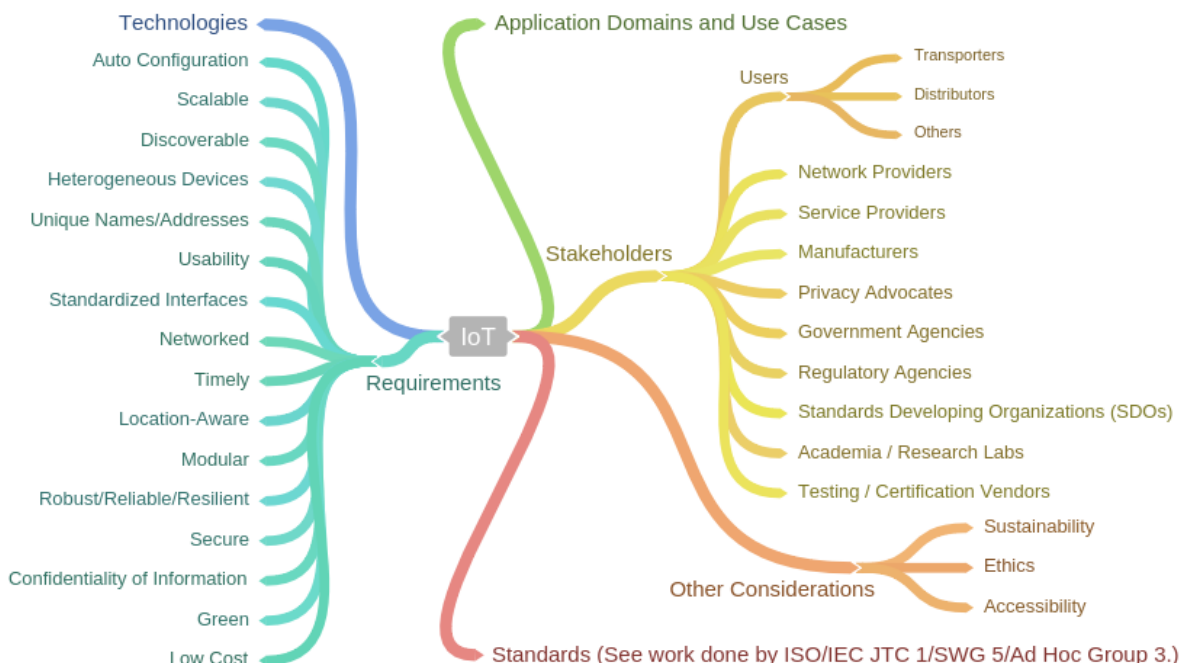 Technologies
Auto Configuration
Scalable
Discoverable
Heterogeneous Devices
Unique Names/Addresses
Usability
Standardized Interfaces
Networked
Timely
Location-Aware
Modular
Robust/Reliable/Resilient
Secure
Confidentiality of Information
Green
Low Cost
Requirements
IoT
Application Domains and Use Cases
Stakeholders
Users
Transporters
Distributors
Others
Network Providers
Service Providers
Manufacturers
Privacy Advocates
Government Agencies
Regulatory Agencies
Standards Developing Organizations (SDOs)
Academia / Research Labs
Testing / Certification Vendors
Other Considerations
Sustainability
Ethics
Accessibility
Standards (See work done by ISO/IEC JTC 1/SWG 5/Ad Hoc Group 3.)